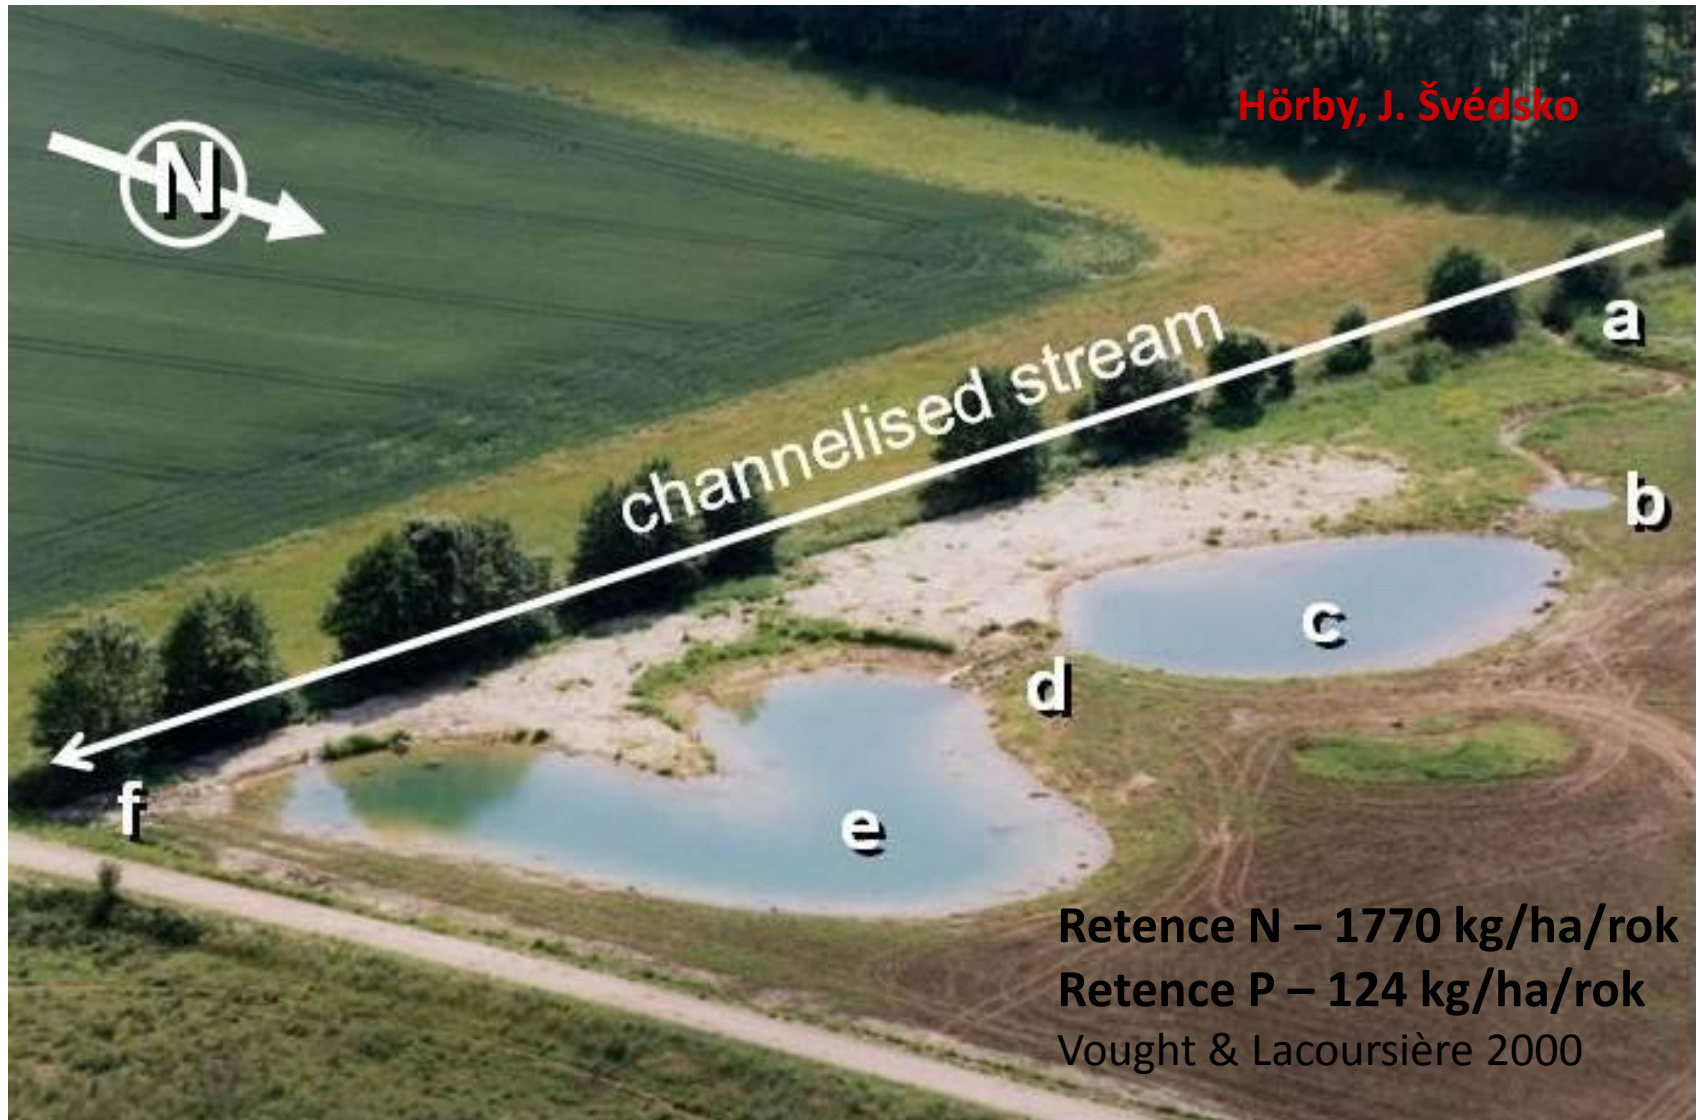 Hörby, J. Švédsko
N
a
channelised stream
b
c
d
f
e
Retence N – 1770 kg/ha/rok
Retence P – 124 kg/ha/rok
Vought & Lacoursière 2000